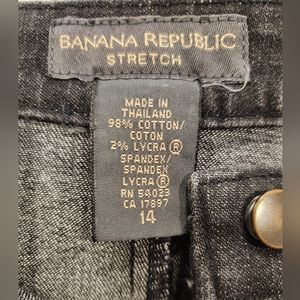 BANANA REPUBLIC
STRETCH
MADE IN
THAILAND
98% COTTON/
COTON
2% LYCRA ®
SPANDEX/
SPANDEX
LYCRA ®
RN 54023
CA 17897
14